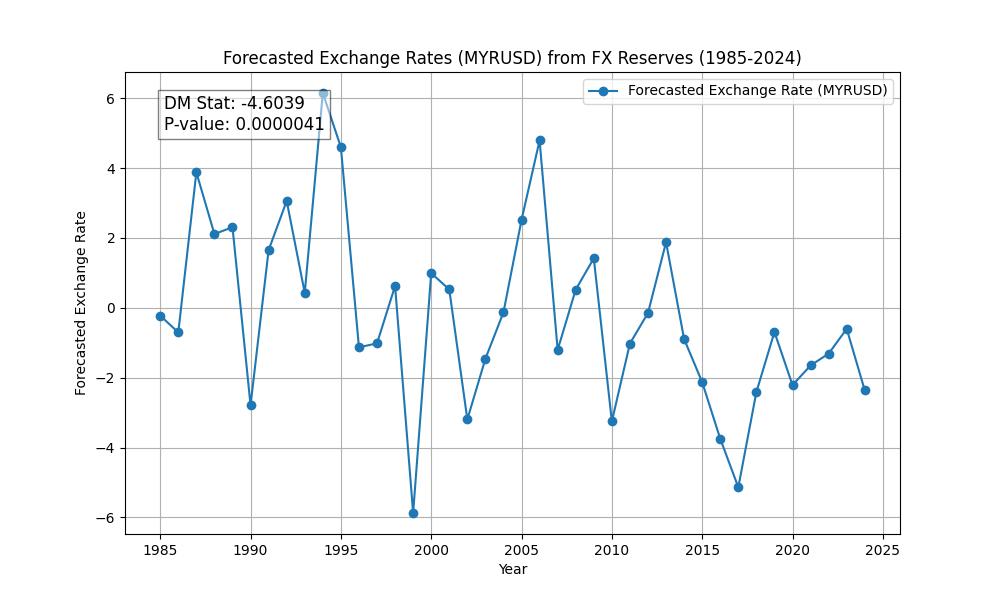 Forecasted Exchange Rates (MYRUSD) from FX Reserves (1985-2024)
DM Stat: -4.6039
P-value: 0.0000041
Forecasted Exchange Rate (MYRUSD)
Forecasted Exchange Rate
6
4
2
0
−2
−4
−6
1985 1990 1995 2000 2005 2010 2015 2020 2025
Year